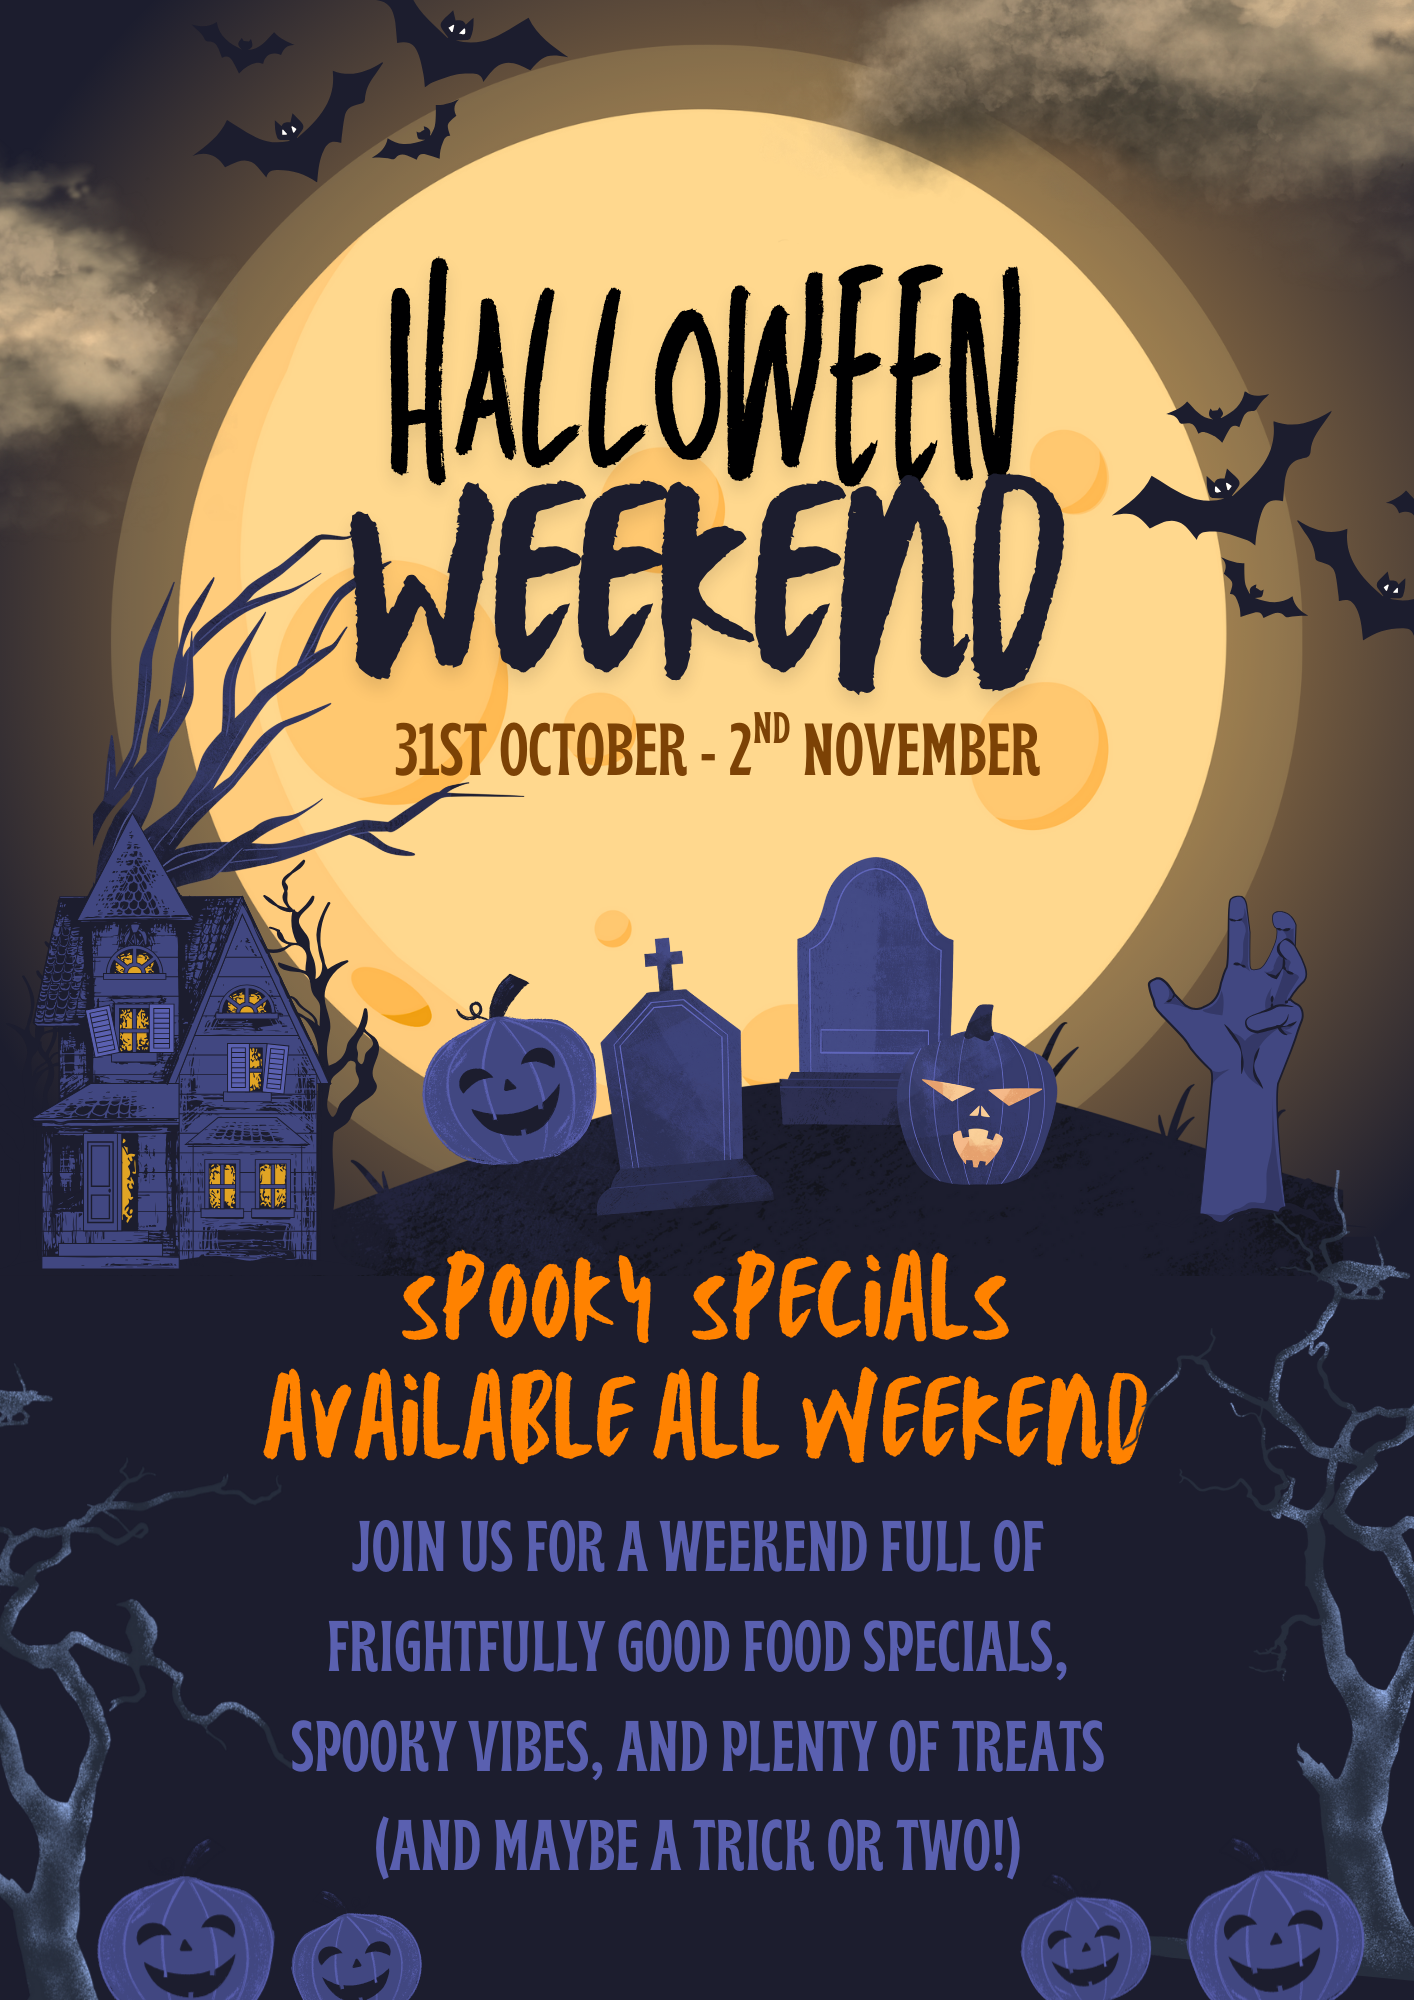 HALLOWEEN
WEEKEND
31ST OCTOBER - 2ND NOVEMBER
SPOOKY SPECIALS
AVAILABLE ALL WEEKEND
JOIN US FOR A WEEKEND FULL OF
FRIGHTFULLY GOOD FOOD SPECIALS,
SPOOKY VIBES, AND PLENTY OF TREATS
(AND MAYBE A TRICK OR TWO!)